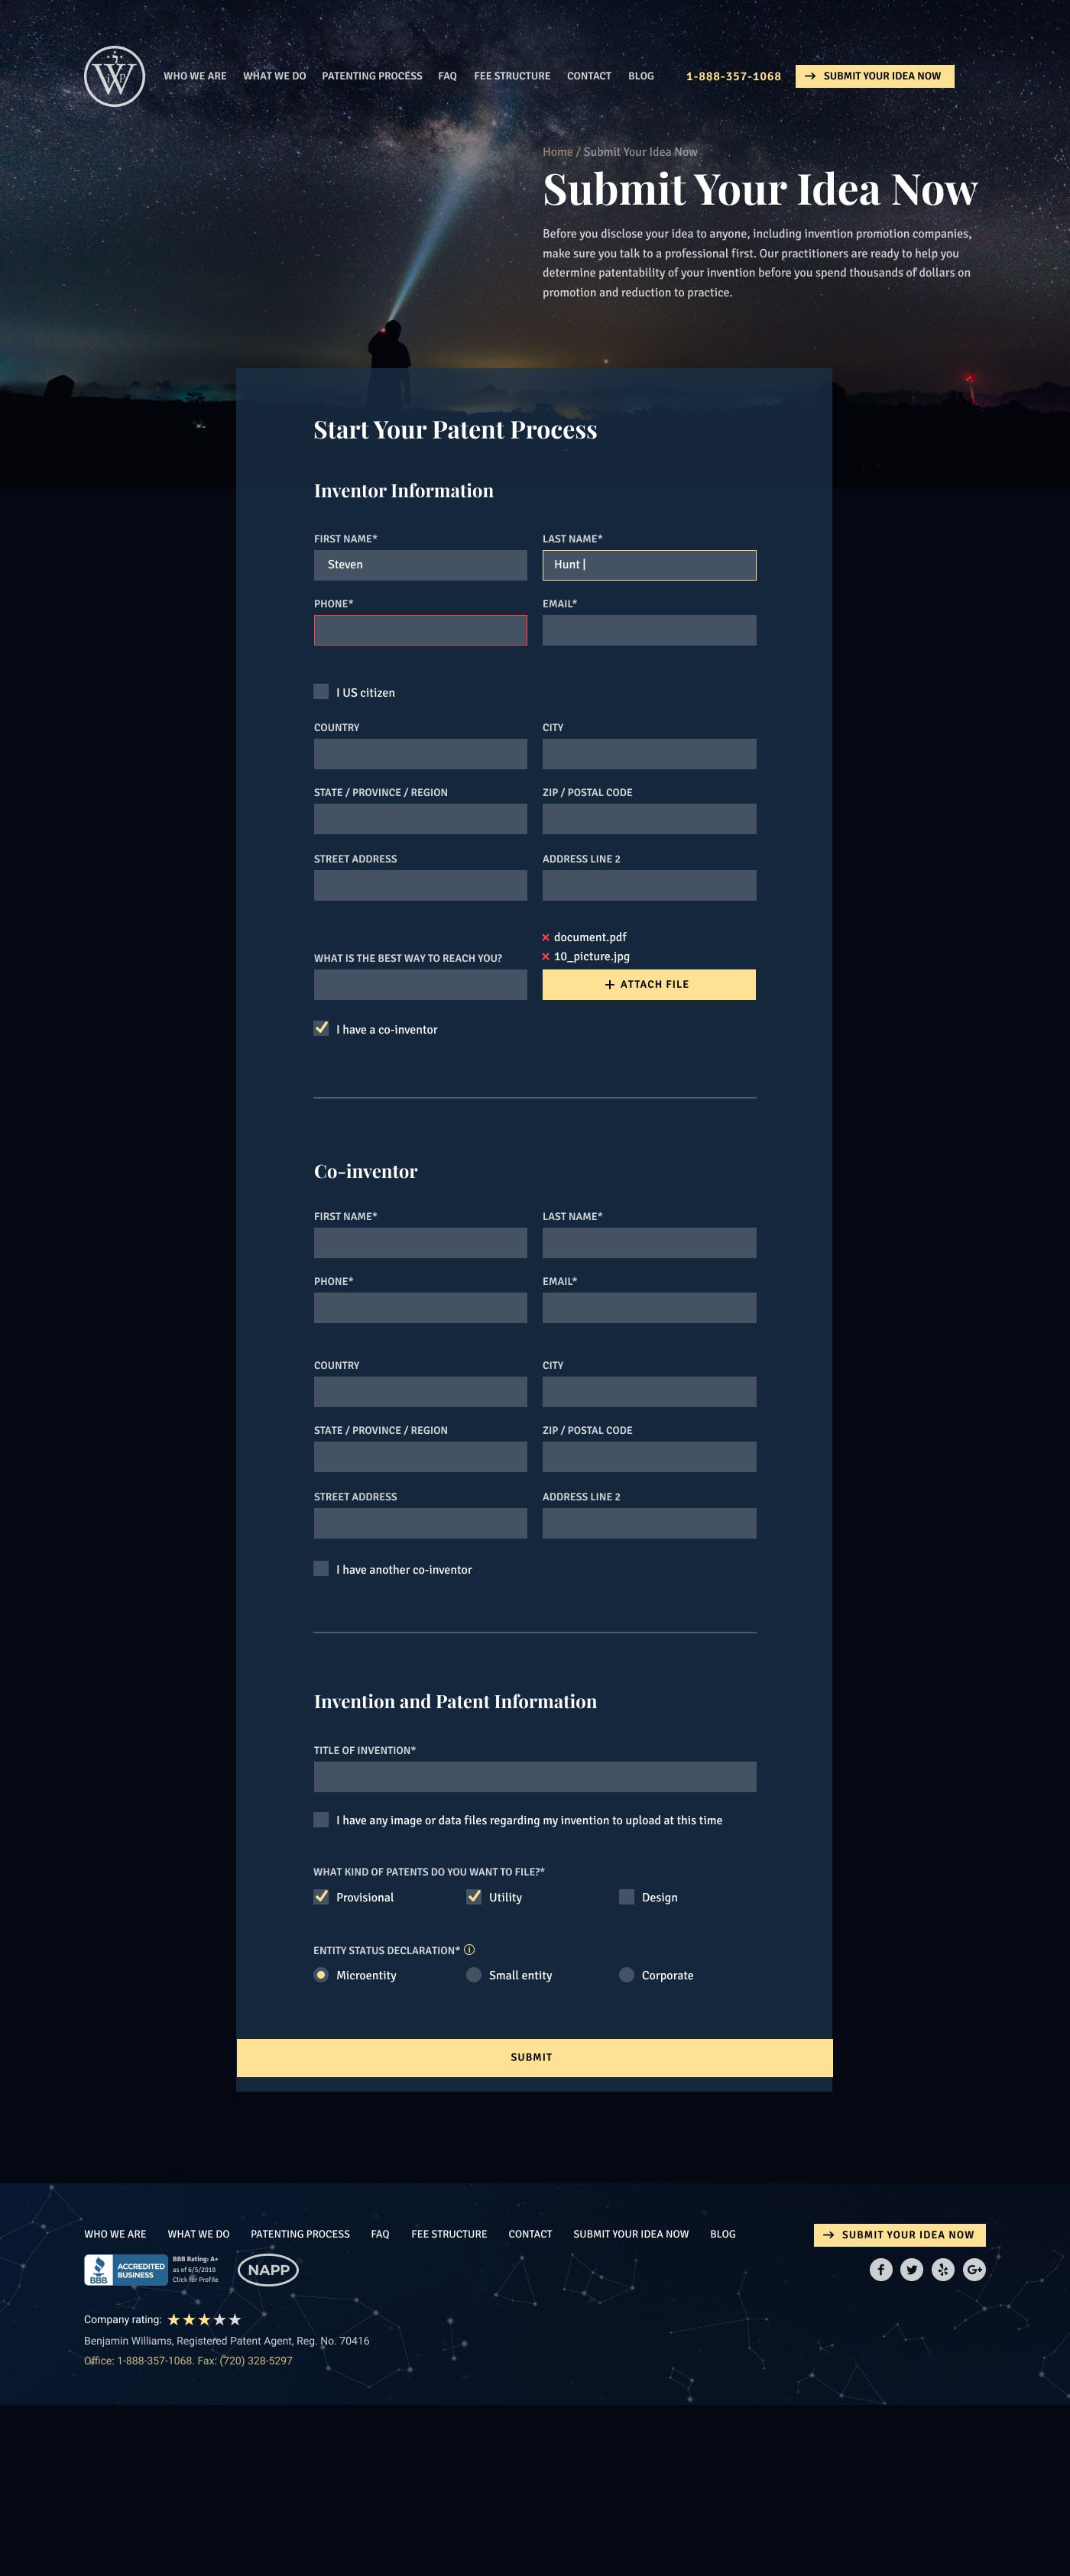 W
WHO WE ARE WHAT WE DO PATENTING PROCESS FAQ FEE STRUCTURE CONTACT BLOG 1-888-357-1068 SUBMIT YOUR IDEA NOW
Home / Submit Your Idea Now
Submit Your Idea Now
Before you disclose your idea to anyone, including invention promotion companies,
make sure you talk to a professional first. Our practitioners are ready to help you
determine patentability of your invention before you spend thousands of dollars on
promotion and reduction to practice.
Start Your Patent Process
Inventor Information
FIRST NAME* LAST NAME*
Steven Hunt
PHONE* EMAIL*
I US citizen
COUNTRY CITY
STATE / PROVINCE / REGION ZIP / POSTAL CODE
STREET ADDRESS ADDRESS LINE 2
document.pdf
10_picture.jpg
WHAT IS THE BEST WAY TO REACH YOU?
ATTACH FILE
I have a co-inventor
Co-inventor
FIRST NAME* LAST NAME*
PHONE* EMAIL*
COUNTRY CITY
STATE / PROVINCE / REGION ZIP / POSTAL CODE
STREET ADDRESS ADDRESS LINE 2
I have another co-inventor
Invention and Patent Information
TITLE OF INVENTION*
I have any image or data files regarding my invention to upload at this time
WHAT KIND OF PATENTS DO YOU WANT TO FILE?*
Provisional Utility Design
ENTITY STATUS DECLARATION*
Microentity Small entity Corporate
SUBMIT
WHO WE ARE WHAT WE DO PATENTING PROCESS FAQ FEE STRUCTURE CONTACT SUBMIT YOUR IDEA NOW BLOG SUBMIT YOUR IDEA NOW
BBB
ACCREDITED
BUSINESS
BBB Rating: A+
as of 6/5/2018
Click for Profile
NAPP
Company rating:
Benjamin Williams, Registered Patent Agent, Reg. No. 70416
Office: 1-888-357-1068. Fax: (720) 328-5297